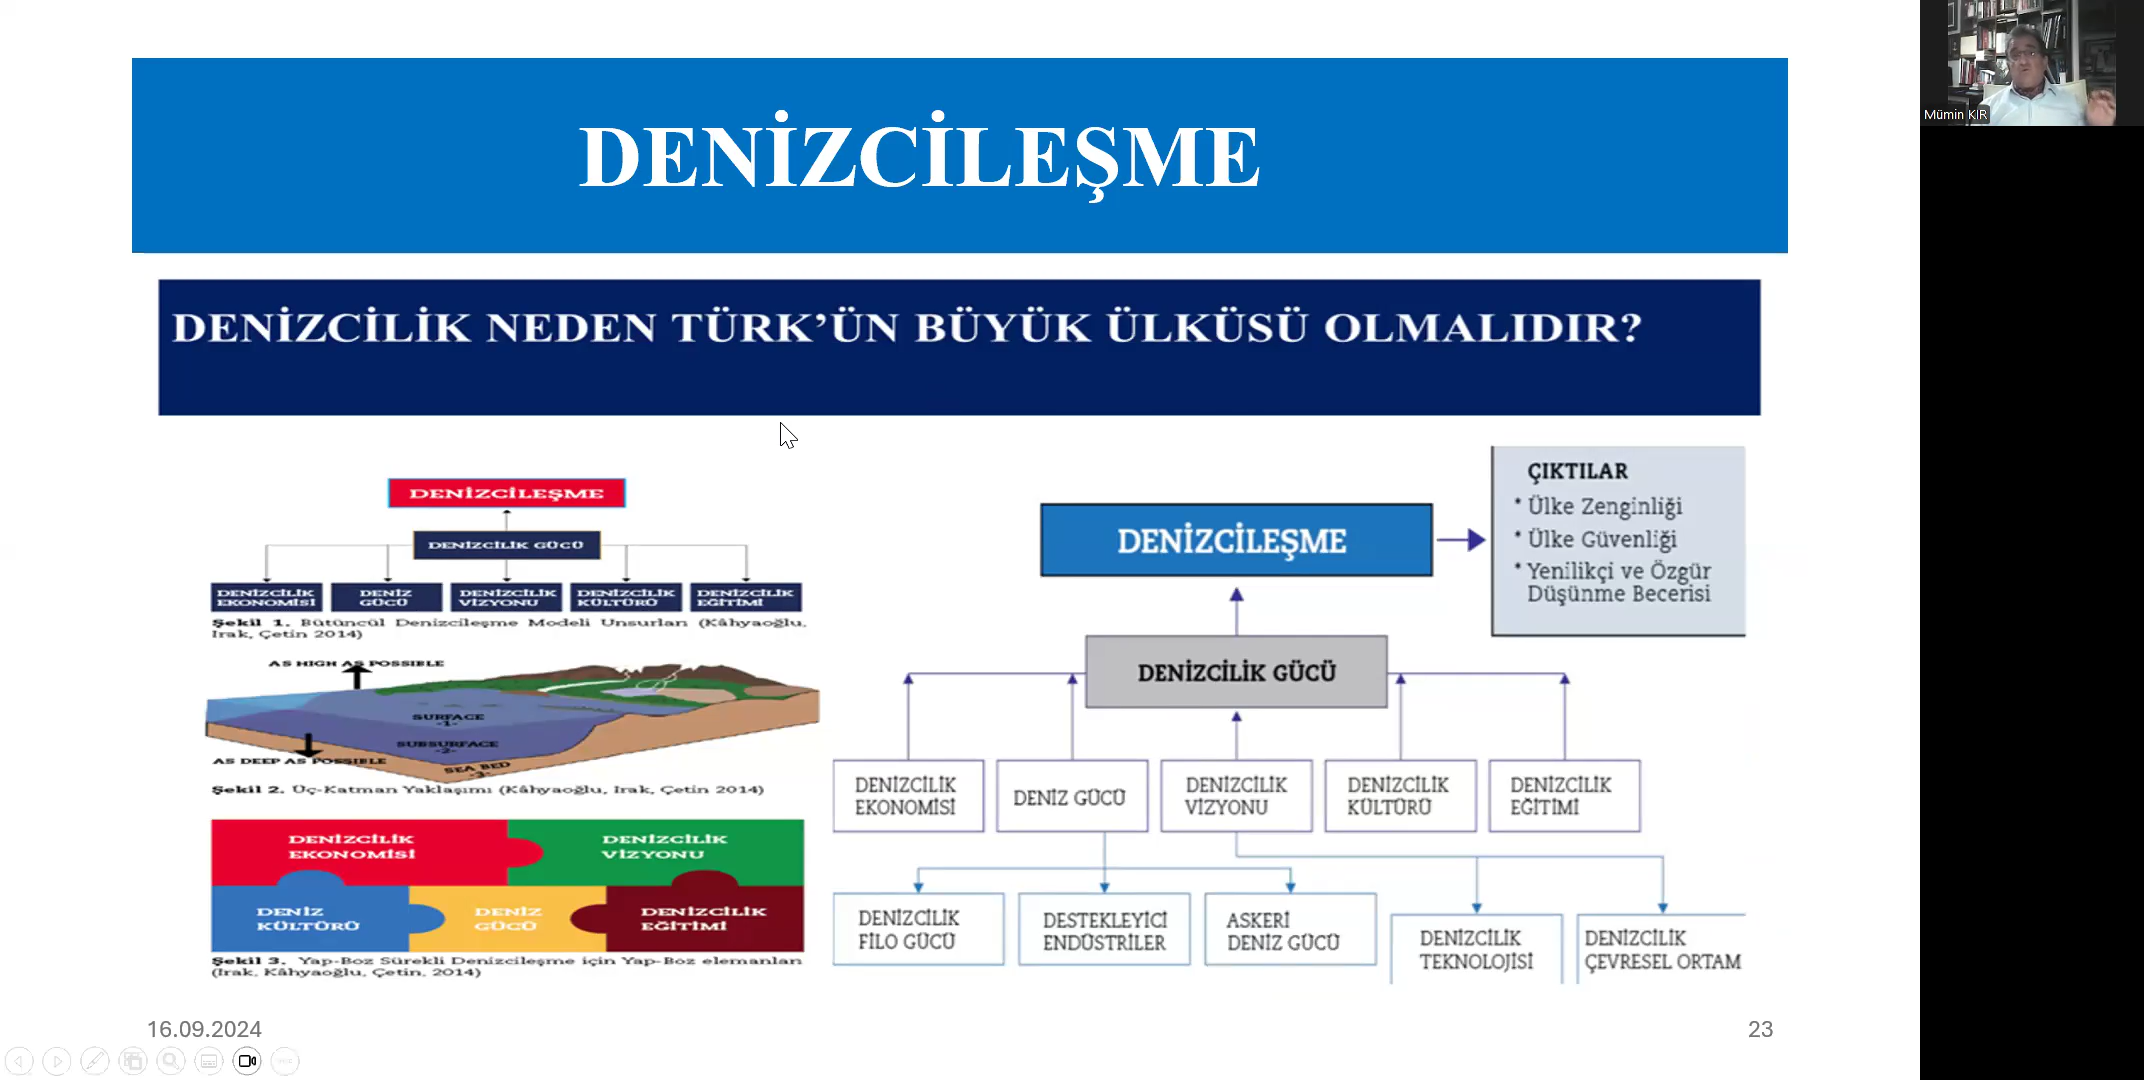 DENİZCİLEŞME
Mümin KIR
DENİZCİLİK NEDEN TÜRK’ÜN BÜYÜK ÜLKÜSÜ OLMALIDIR?
DENİZCİLEŞME
DENİZCİLİK GÜCÜ
DENİZCİLİK
EKONOMİSİ
DENİZ
GÜCÜ
DENİZCİLİK
VİZYONU
DENİZCİLİK
KÜLTÜRÜ
DENİZCİLİK
EĞİTİMİ
Şekil 1. Bütüncül Denizcileşme Modeli Unsurları (Kâhyaoğlu,
Irak, Çetin 2014)
AS HIGH AS POSSIBLE
SURFACE
-1-
SUBSURFACE
-2-
AS DEEP AS POSSIBLE
SEA BED
-3-
Şekil 2. Üç-Katman Yaklaşımı (Kâhyaoğlu, Irak, Çetin 2014)
DENİZCİLİK
EKONOMİSİ
DENİZCİLİK
VİZYONU
DENİZ
KÜLTÜRÜ
DENİZ
GÜCÜ
DENİZCİLİK
EĞİTİMİ
Şekil 3. Yap-Boz Sürekli Denizcileşme için Yap-Boz elemanları
(Irak, Kâhyaoğlu, Çetin, 2014)
DENİZCİLEŞME
ÇIKTILAR
* Ülke Zenginliği
* Ülke Güvenliği
* Yenilikçi ve Özgür
Düşünme Becerisi
DENİZCİLİK GÜCÜ
DENİZCİLİK
EKONOMİSİ
DENİZ GÜCÜ
DENİZCİLİK
VİZYONU
DENİZCİLİK
KÜLTÜRÜ
DENİZCİLİK
EĞİTİMİ
DENİZCİLİK
FİLO GÜCÜ
DESTEKLEYİCİ
ENDÜSTRİLER
ASKERİ
DENİZ GÜCÜ
DENİZCİLİK
TEKNOLOJİSİ
DENİZCİLİK
ÇEVRESEL ORTAM
16.09.2024
23